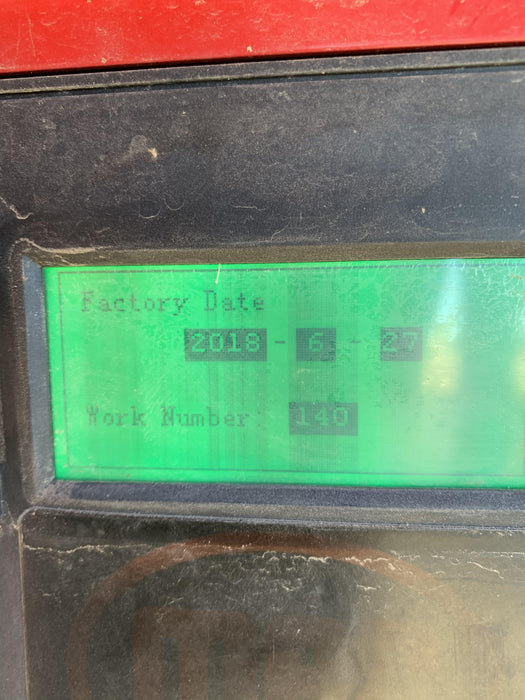 Factory Date
2018 - 6 - 27
Work Number 140